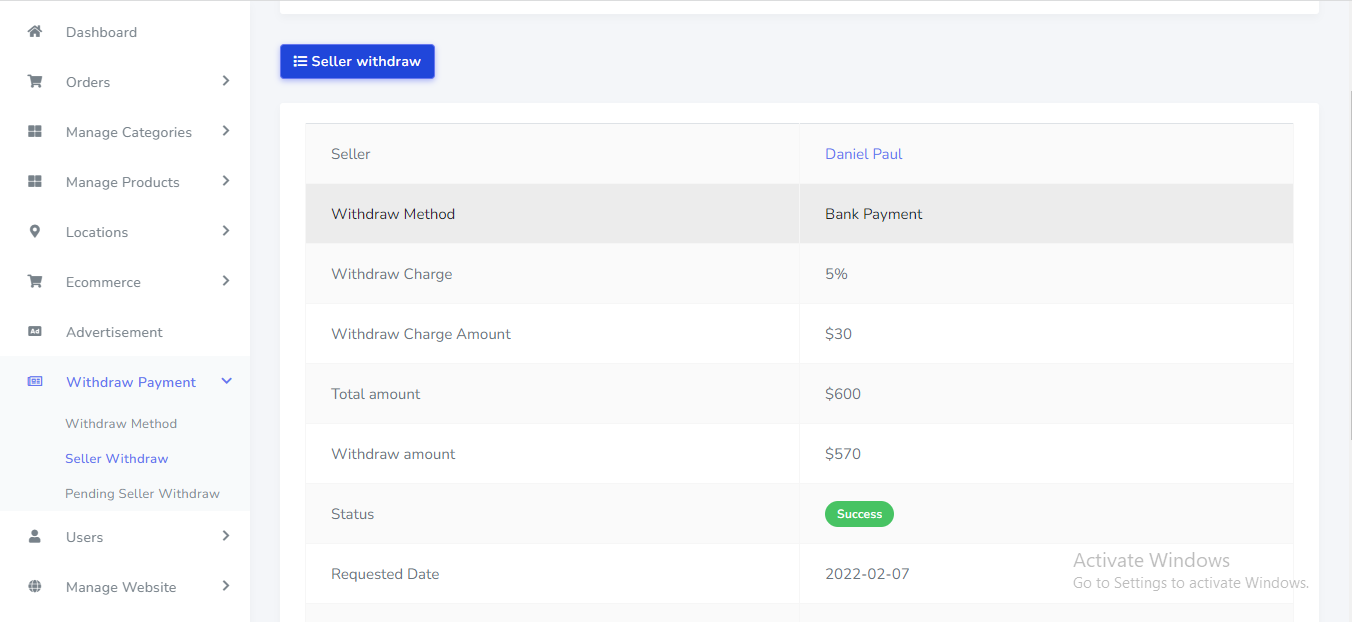 Dashboard
Orders
Manage Categories
Manage Products
Locations
Ecommerce
Ad Advertisement
Withdraw Payment
Withdraw Method
Seller Withdraw
Pending Seller Withdraw
Users
Manage Website
Seller withdraw
Seller Daniel Paul
Withdraw Method Bank Payment
Withdraw Charge 5%
Withdraw Charge Amount $30
Total amount $600
Withdraw amount $570
Status Success
Requested Date 2022-02-07
Activate Windows
Go to Settings to activate Windows.